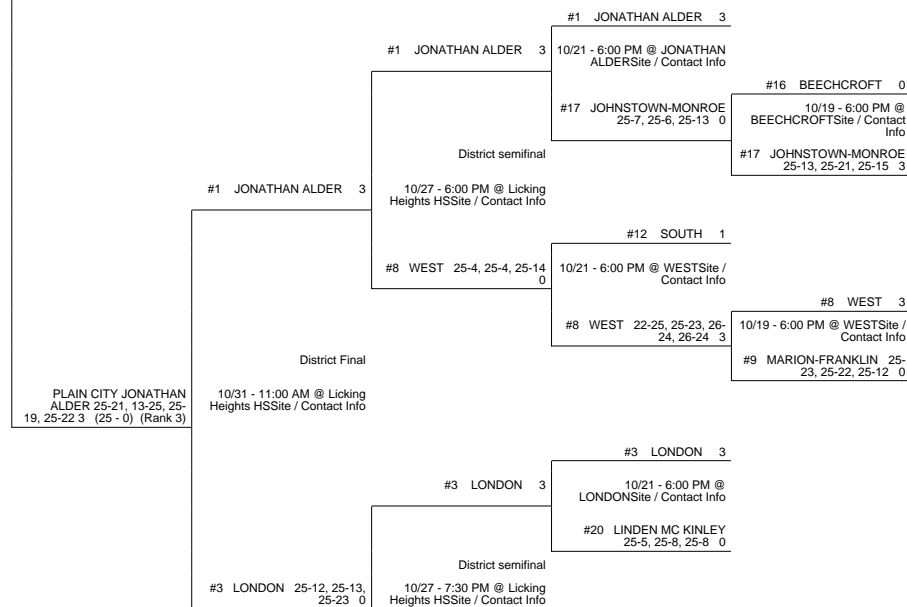 #1 JONATHAN ALDER 3
#1 JONATHAN ALDER 3
10/21 - 6:00 PM @ JONATHAN
ALDERSite / Contact Info
#16 BEECHCROFT 0
#17 JOHNSTOWN-MONROE
25-7, 25-6, 25-13 0
10/19 - 6:00 PM @
BEECHCROFTSite / Contact
Info
District semifinal
#17 JOHNSTOWN-MONROE
25-13, 25-21, 25-15 3
#1 JONATHAN ALDER 3
10/27 - 6:00 PM @ Licking
Heights HSSite / Contact Info
#12 SOUTH 1
#8 WEST 25-4, 25-4, 25-14
0
10/21 - 6:00 PM @ WESTSite /
Contact Info
#8 WEST 3
#8 WEST 22-25, 25-23, 26-
24, 26-24 3
10/19 - 6:00 PM @ WESTSite /
Contact Info
District Final
#9 MARION-FRANKLIN 25-
23, 25-22, 25-12 0
PLAIN CITY JONATHAN
ALDER 25-21, 13-25, 25-
19, 25-22 3 (25 - 0) (Rank 3)
10/31 - 11:00 AM @ Licking
Heights HSSite / Contact Info
#3 LONDON 3
#3 LONDON 3
10/21 - 6:00 PM @
LONDONSite / Contact Info
#20 LINDEN MC KINLEY
25-5, 25-8, 25-8 0
District semifinal
#3 LONDON 25-12, 25-13,
25-23 0
10/27 - 7:30 PM @ Licking
Heights HSSite / Contact Info